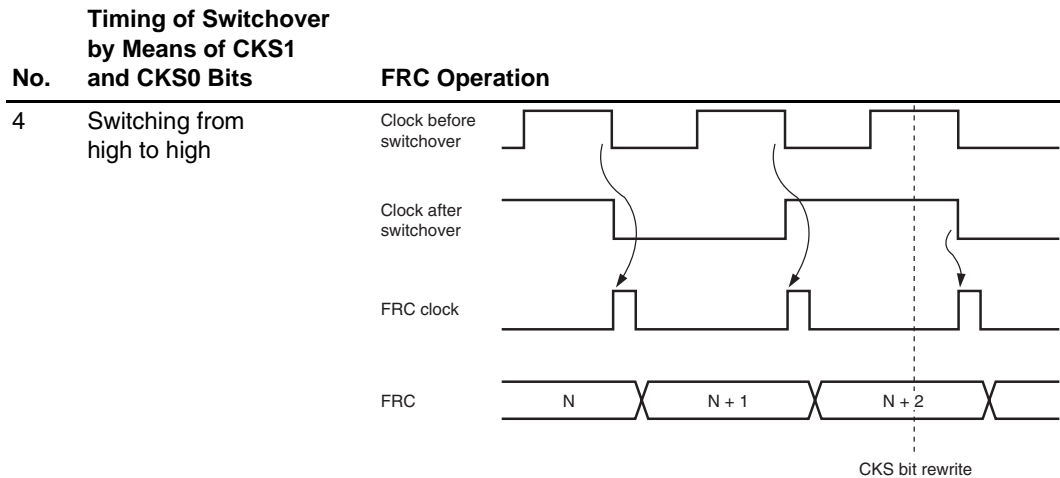 No.
Timing of Switchover
by Means of CKS1
and CKS0 Bits
FRC Operation
4
Switching from
high to high
Clock before
switchover
Clock after
switchover
FRC clock
FRC
N
N + 1
N + 2
CKS bit rewrite